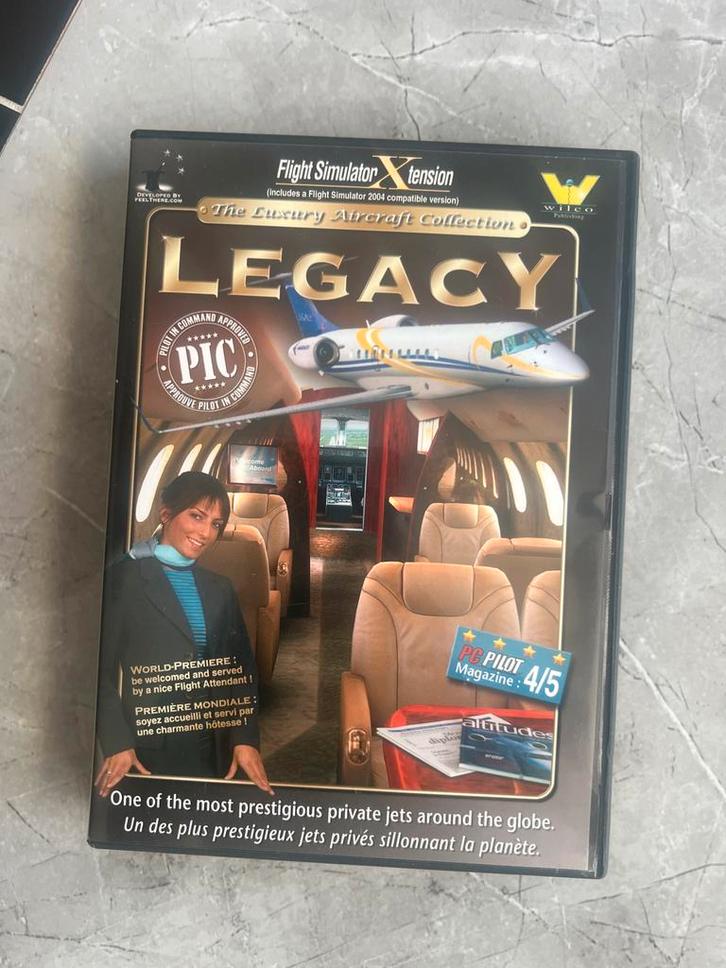 Flight Simulator Xtension
(includes a Flight Simulator 2004 compatible version)
DEVELOPED BY
FEELTHERE.COM
wilco
Publishing
The Luxury Aircraft Collection
LEGACY
PILOT IN COMMAND APPROVED
PIC
APPROUVÉ PILOT IN COMMAND
Welcome
Aboard
WORLD-PREMIERE :
be welcomed and served
by a nice Flight Attendant !
PREMIÈRE MONDIALE :
soyez accueilli et servi par
une charmante hôtesse !
PC PILOT
Magazine : 4/5
altitudes
One of the most prestigious private jets around the globe.
Un des plus prestigieux jets privés sillonnant la planète.